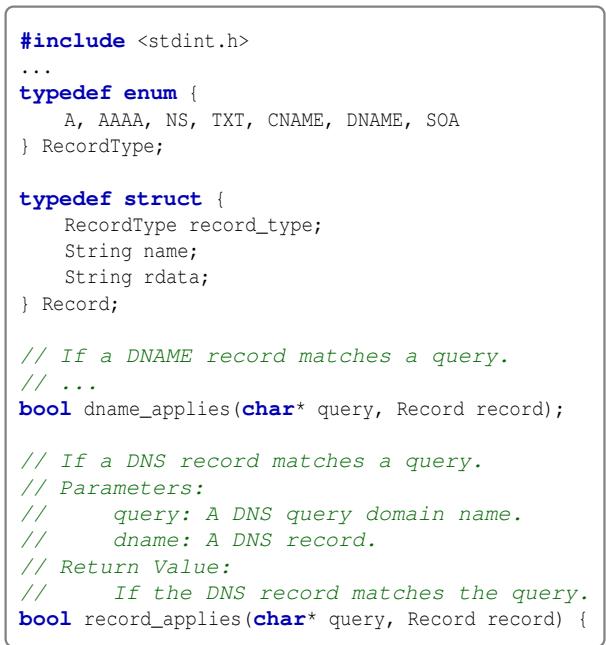 #include <stdint.h>
...
typedef enum {
    A, AAAA, NS, TXT, CNAME, DNAME, SOA
} RecordType;

typedef struct {
    RecordType record_type;
    String name;
    String rdata;
} Record;

// If a DNAME record matches a query.
// ...
bool dname_applies(char* query, Record record);

// If a DNS record matches a query.
// Parameters:
//     query: A DNS query domain name.
//     dname: A DNS record.
// Return Value:
//     If the DNS record matches the query.
bool record_applies(char* query, Record record) {